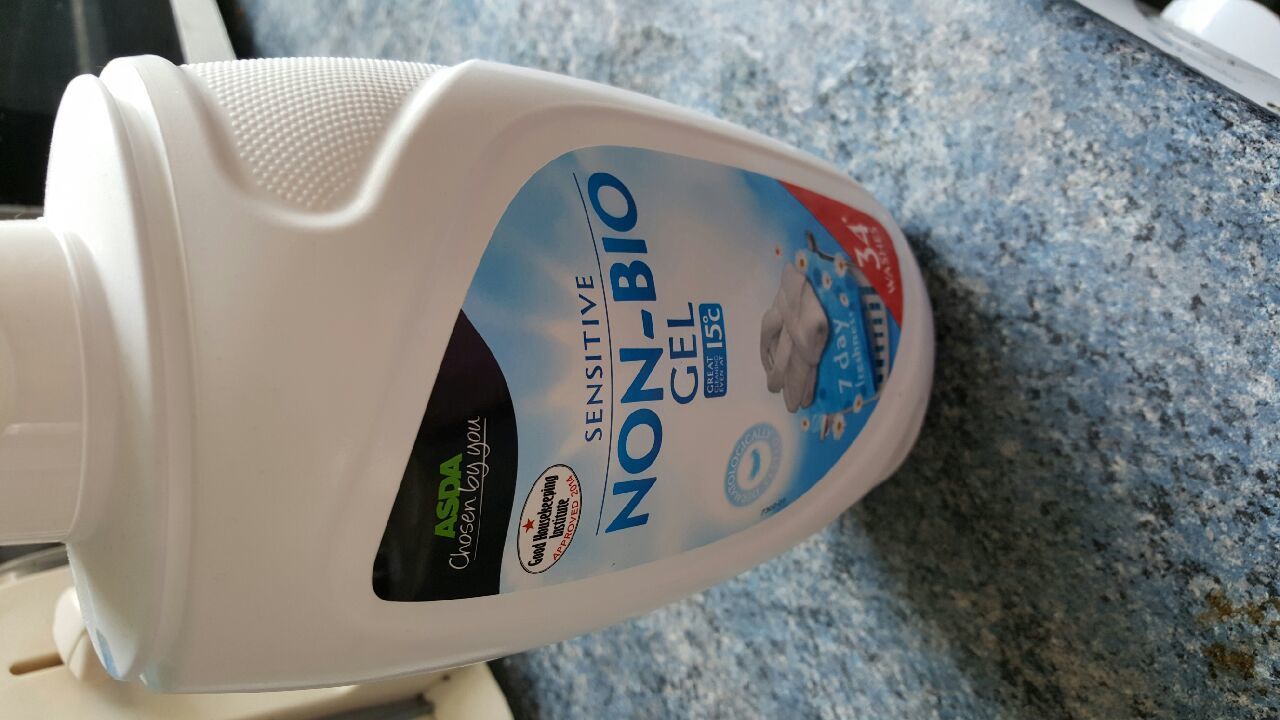 ASDA
Chosen by you
Good Housekeeping
Institute
APPROVED 2014
SENSITIVE
NON-BIO
GEL
GREAT
CLEANING
EVEN AT
15°C
7 day
freshness
34*
WASHES